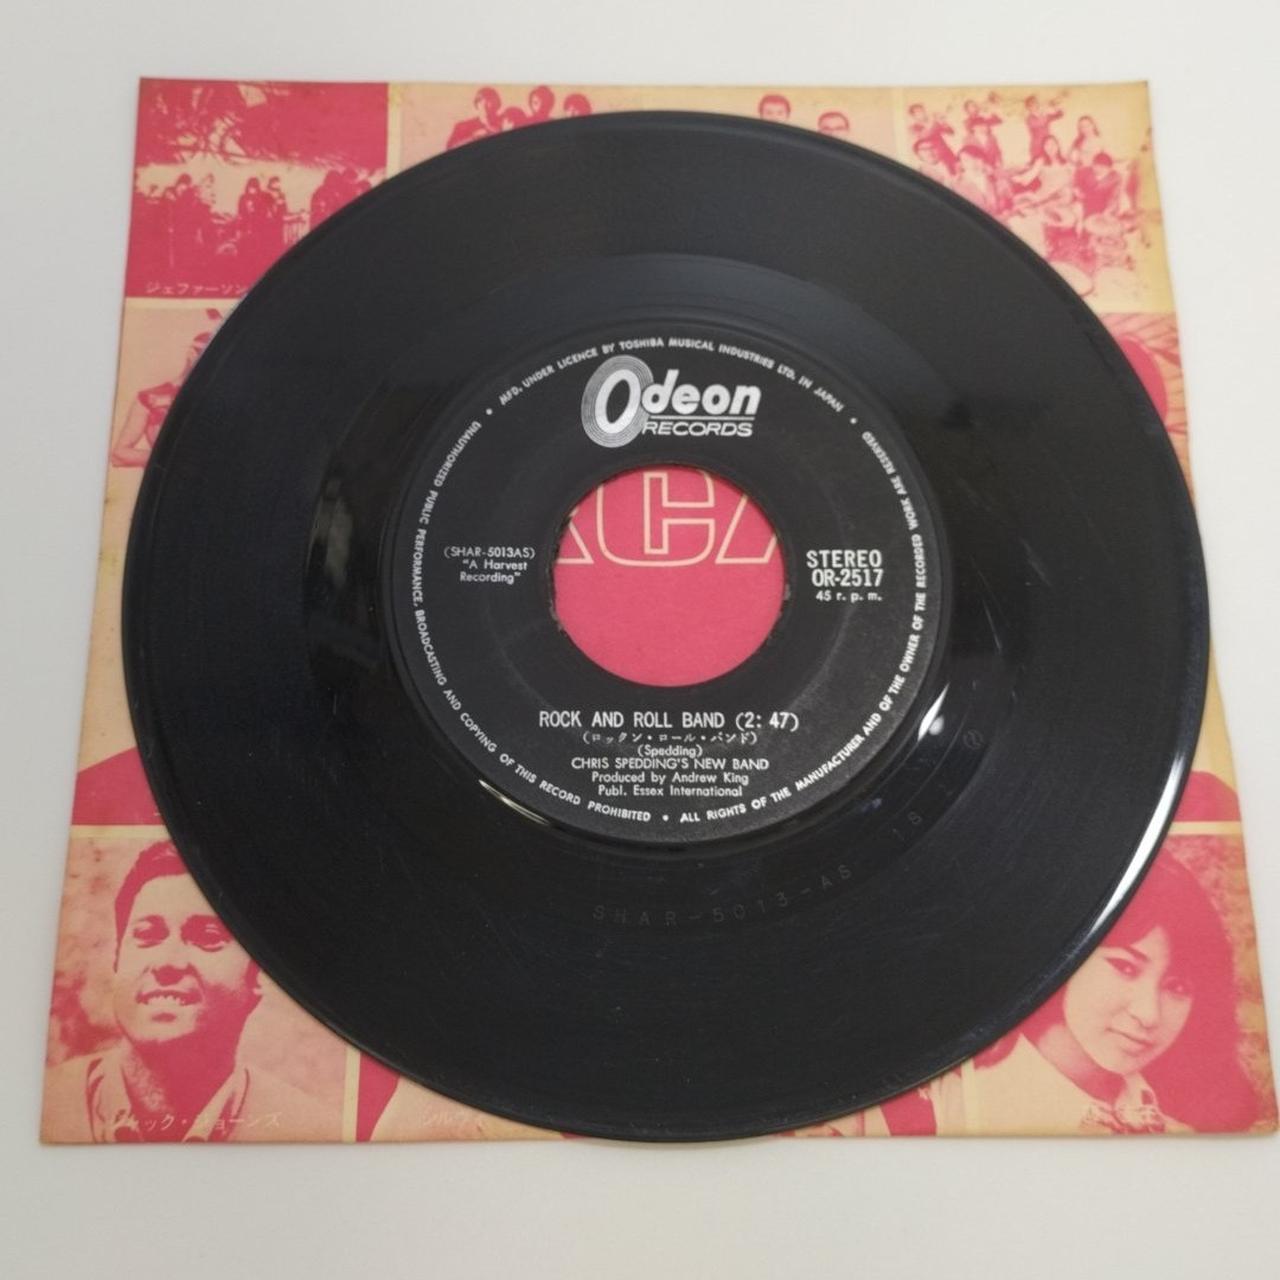 ジェファーソン
MFD. UNDER LICENCE BY TOSHIBA MUSICAL INDUSTRIES LTD. IN JAPAN
Odeon
RECORDS
RCA
(SHAR-5013AS)
"A Harvest
Recording"
STEREO
OR-2517
45 r. p. m.
ROCK AND ROLL BAND (2: 47)
(ロックン・ロール・バンド)
(Spedding)
CHRIS SPEDDING'S NEW BAND
Produced by Andrew King
Publ. Essex International
UNAUTHORIZED PUBLIC PERFORMANCE, BROADCASTING AND COPYING OF THIS RECORD PROHIBITED • ALL RIGHTS OF THE MANUFACTURER AND OF THE OWNER OF THE RECORDED WORK ARE RESERVED
SHAR-5013-AS 1S
ジャック・ジョーンズ